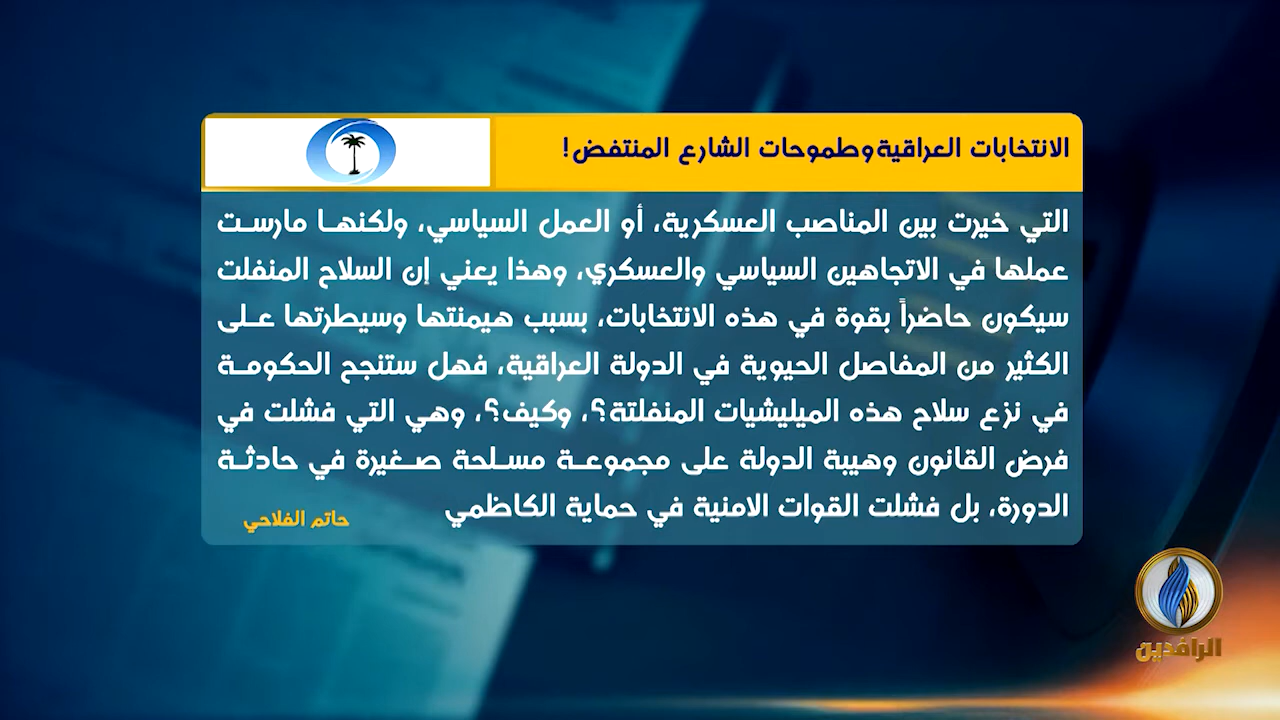 الانتخابات العراقية وطموحات الشارع المنتفض!
التي خيرت بين المناصب العسكرية، أو العمل السياسي، ولكنها مارست
عملها في الاتجاهين السياسي والعسكري، وهذا يعني إن السلاح المنفلت
سيكون حاضراً بقوة في هذه الانتخابات، بسبب هيمنتها وسيطرتها على
الكثير من المفاصل الحيوية في الدولة العراقية، فهل ستنجح الحكومة
في نزع سلاح هذه الميليشيات المنفلتة؟، وكيف؟، وهي التي فشلت في
فرض القانون وهيبة الدولة على مجموعة مسلحة صغيرة في حادثة
الدورة، بل فشلت القوات الامنية في حماية الكاظمي
حاتم الفلاحي
الرافدين